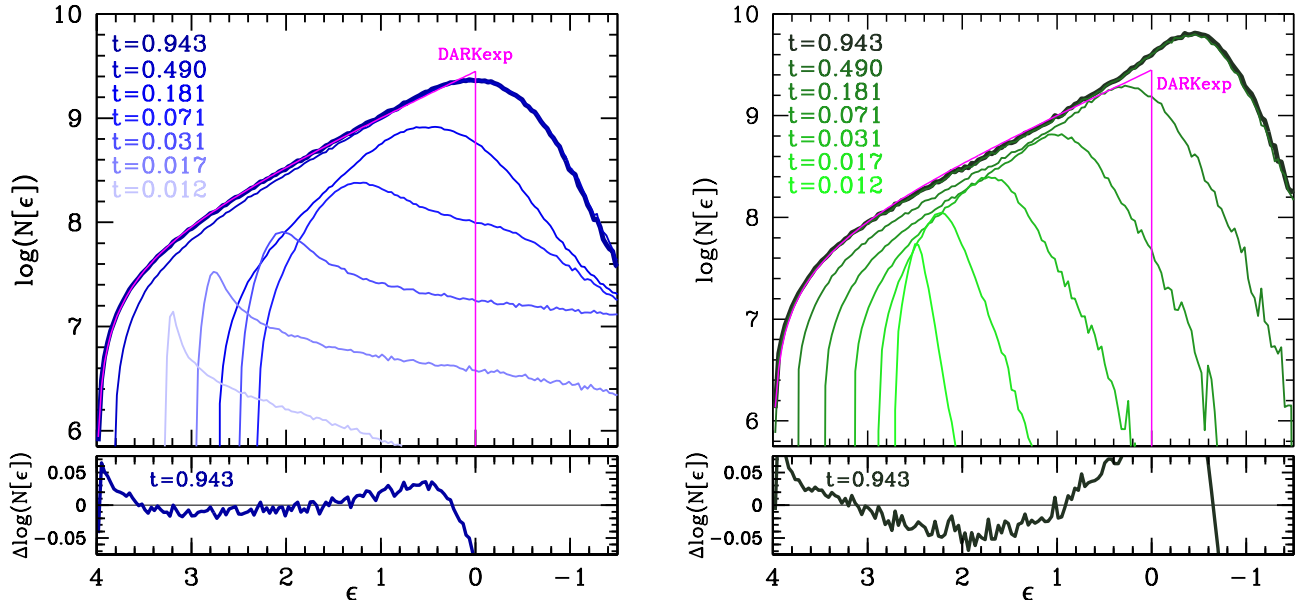 10
9
8
7
6
log(N[ϵ])
t=0.943
t=0.490
t=0.181
t=0.071
t=0.031
t=0.017
t=0.012
DARKexp
0.05
0
-0.05
Δlog(N[ϵ])
t=0.943
4 3 2 1 0 −1
ϵ
10
9
8
7
6
log(N[ϵ])
t=0.943
t=0.490
t=0.181
t=0.071
t=0.031
t=0.017
t=0.012
DARKexp
0.05
0
-0.05
Δlog(N[ϵ])
t=0.943
4 3 2 1 0 −1
ϵ